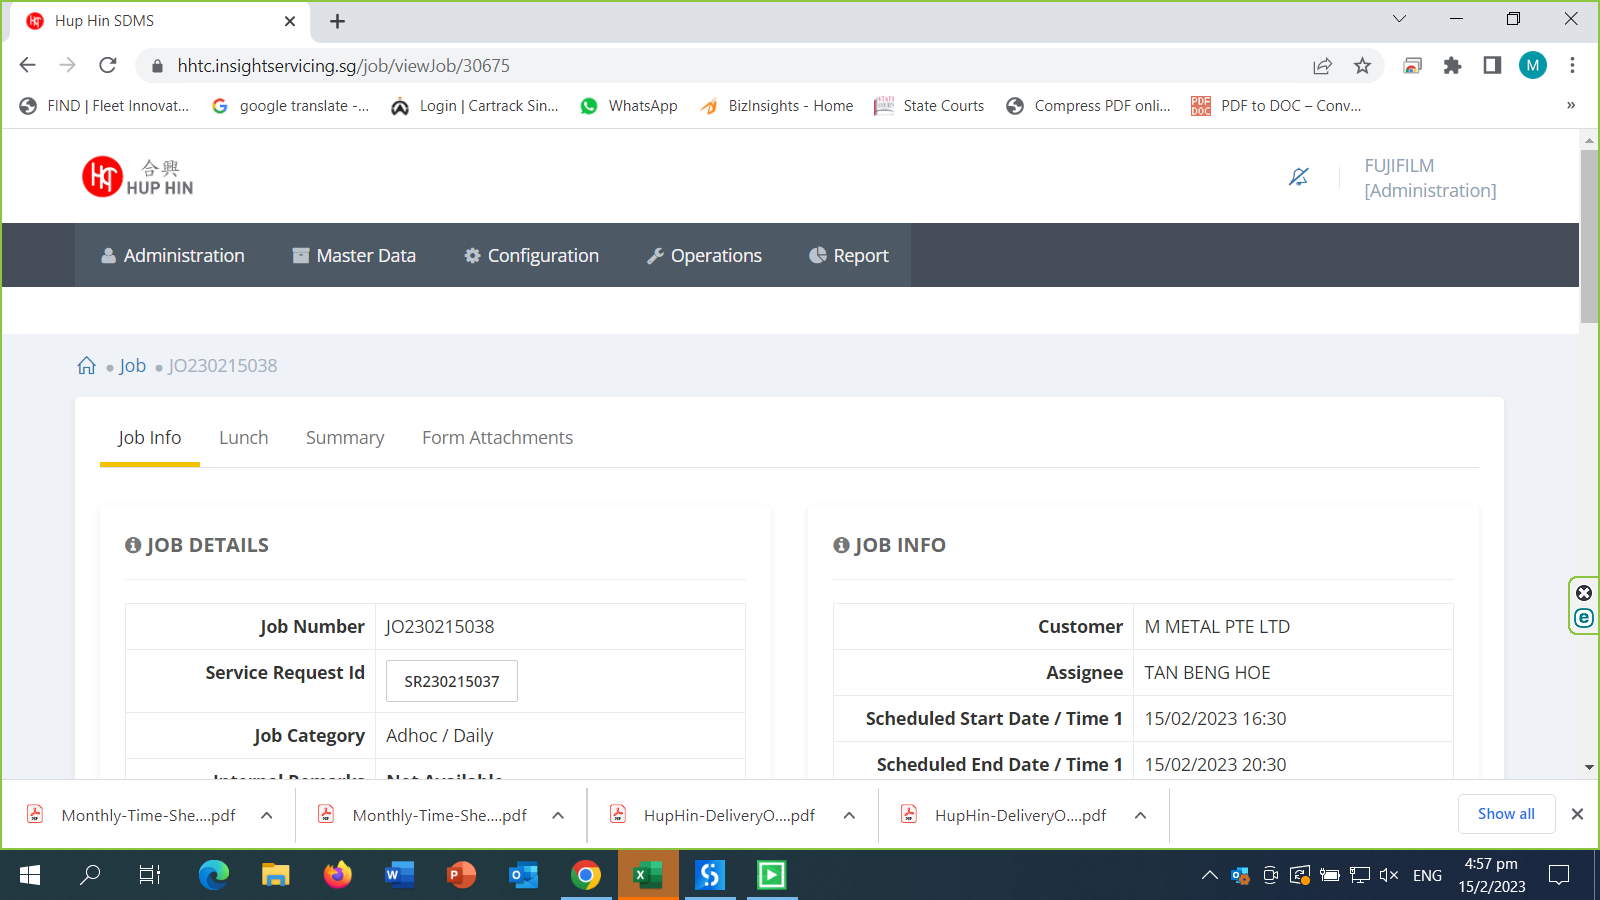 Hup Hin SDMS
hhtc.insightservicing.sg/job/viewJob/30675
M
FIND | Fleet Innovat...
google translate -...
Login | Cartrack Sin...
WhatsApp
BizInsights - Home
State Courts
Compress PDF onli...
PDF to DOC – Conv...
»
合興
HUP HIN
FUJIFILM
[Administration]
Administration
Master Data
Configuration
Operations
Report
Job
JO230215038
Job Info
Lunch
Summary
Form Attachments
JOB DETAILS
Job Number
JO230215038
Service Request Id
SR230215037
Job Category
Adhoc / Daily
Internal Remarks
Not Available
JOB INFO
Customer
M METAL PTE LTD
Assignee
TAN BENG HOE
Scheduled Start Date / Time 1
15/02/2023 16:30
Scheduled End Date / Time 1
15/02/2023 20:30
Monthly-Time-She....pdf
Monthly-Time-She....pdf
HupHin-DeliveryO....pdf
HupHin-DeliveryO....pdf
Show all
ENG
4:57 pm
15/2/2023